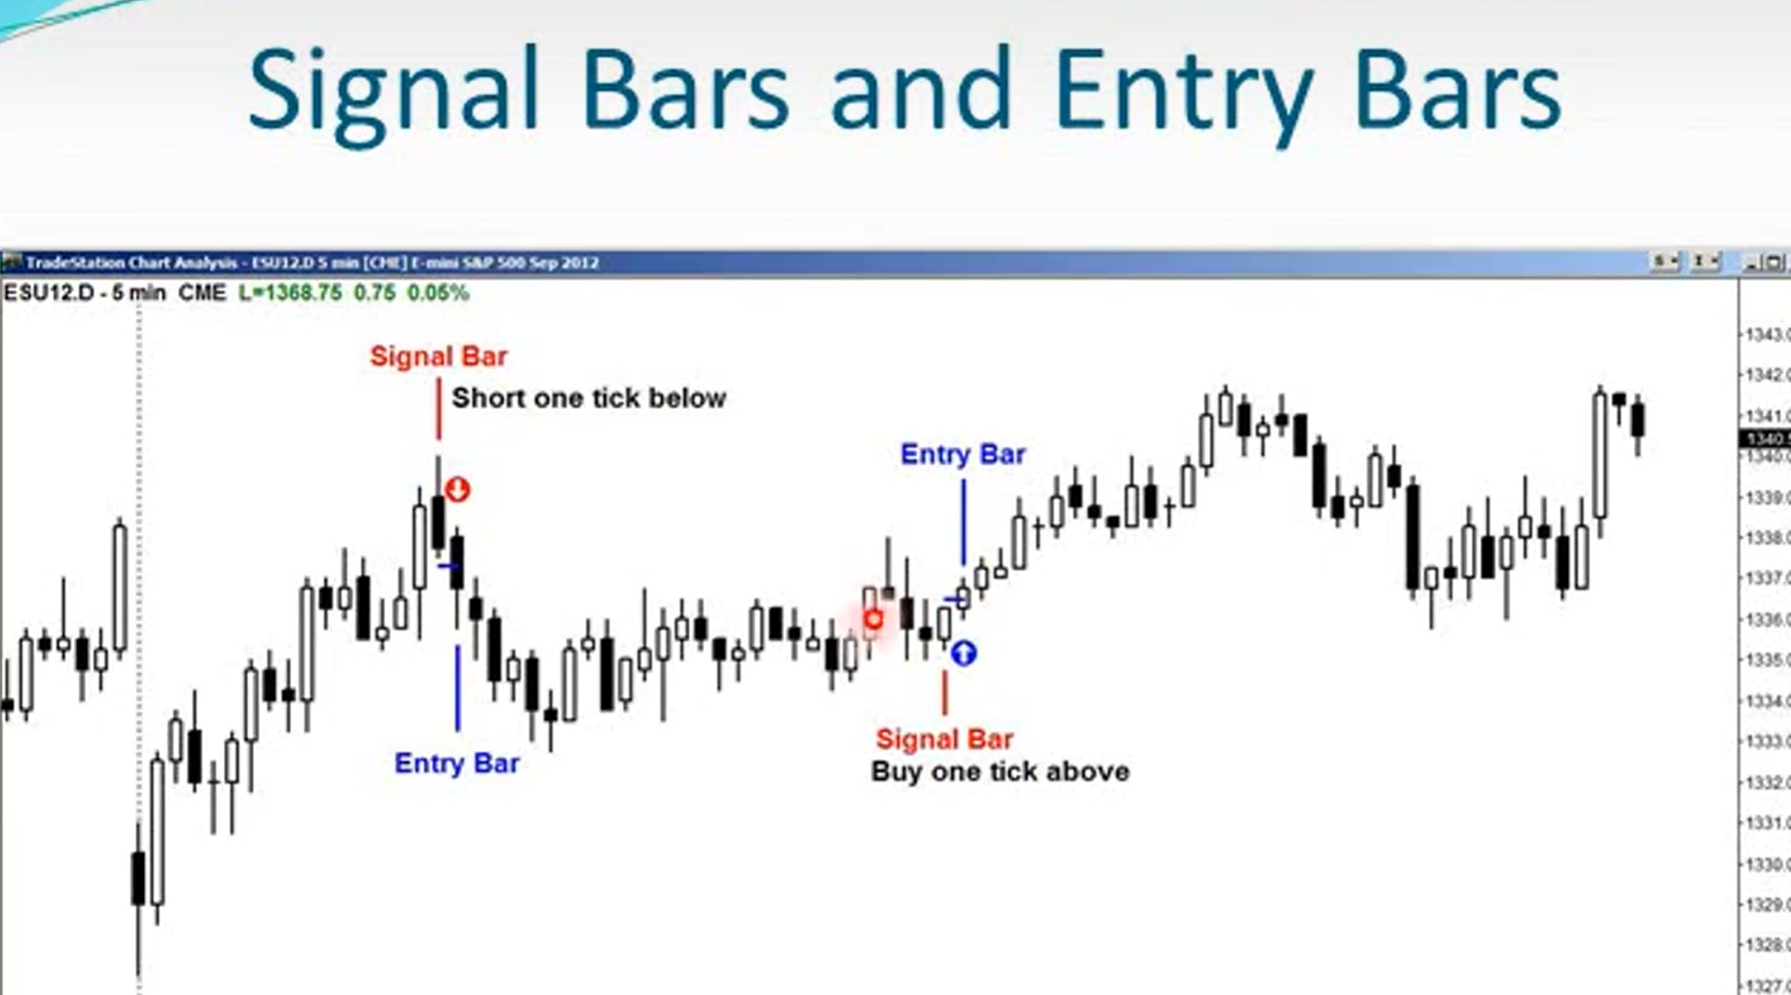 Signal Bars and Entry Bars
TradeStation Chart Analysis - ESU12.D 5 min [CME] E-mini S&P 500 Sep 2012
ESU12.D - 5 min CME L=1368.75 0.75 0.05%
Signal Bar
Short one tick below
Entry Bar
Entry Bar
Signal Bar
Buy one tick above
1343.0
1342.0
1341.0
1340.5
1340.0
1339.0
1338.0
1337.0
1336.0
1335.0
1334.0
1333.0
1332.0
1331.0
1330.0
1329.0
1328.0
1327.0